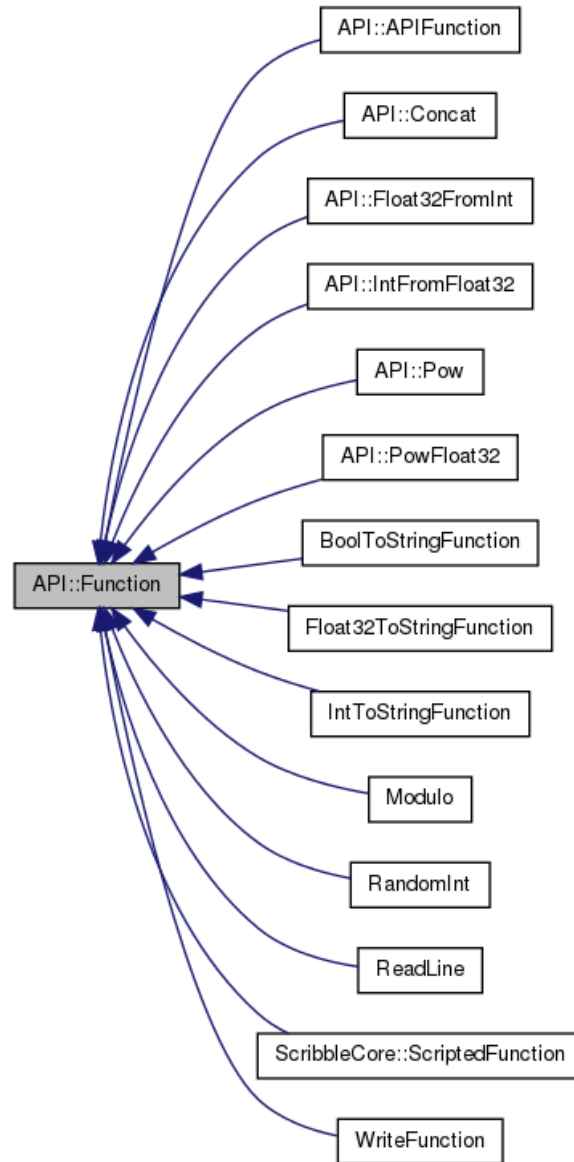 API::APIFunction
API::Concat
API::Float32FromInt
API::IntFromFloat32
API::Pow
API::PowFloat32
BoolToStringFunction
API::Function
Float32ToStringFunction
IntToStringFunction
Modulo
RandomInt
ReadLine
ScribbleCore::ScriptedFunction
WriteFunction